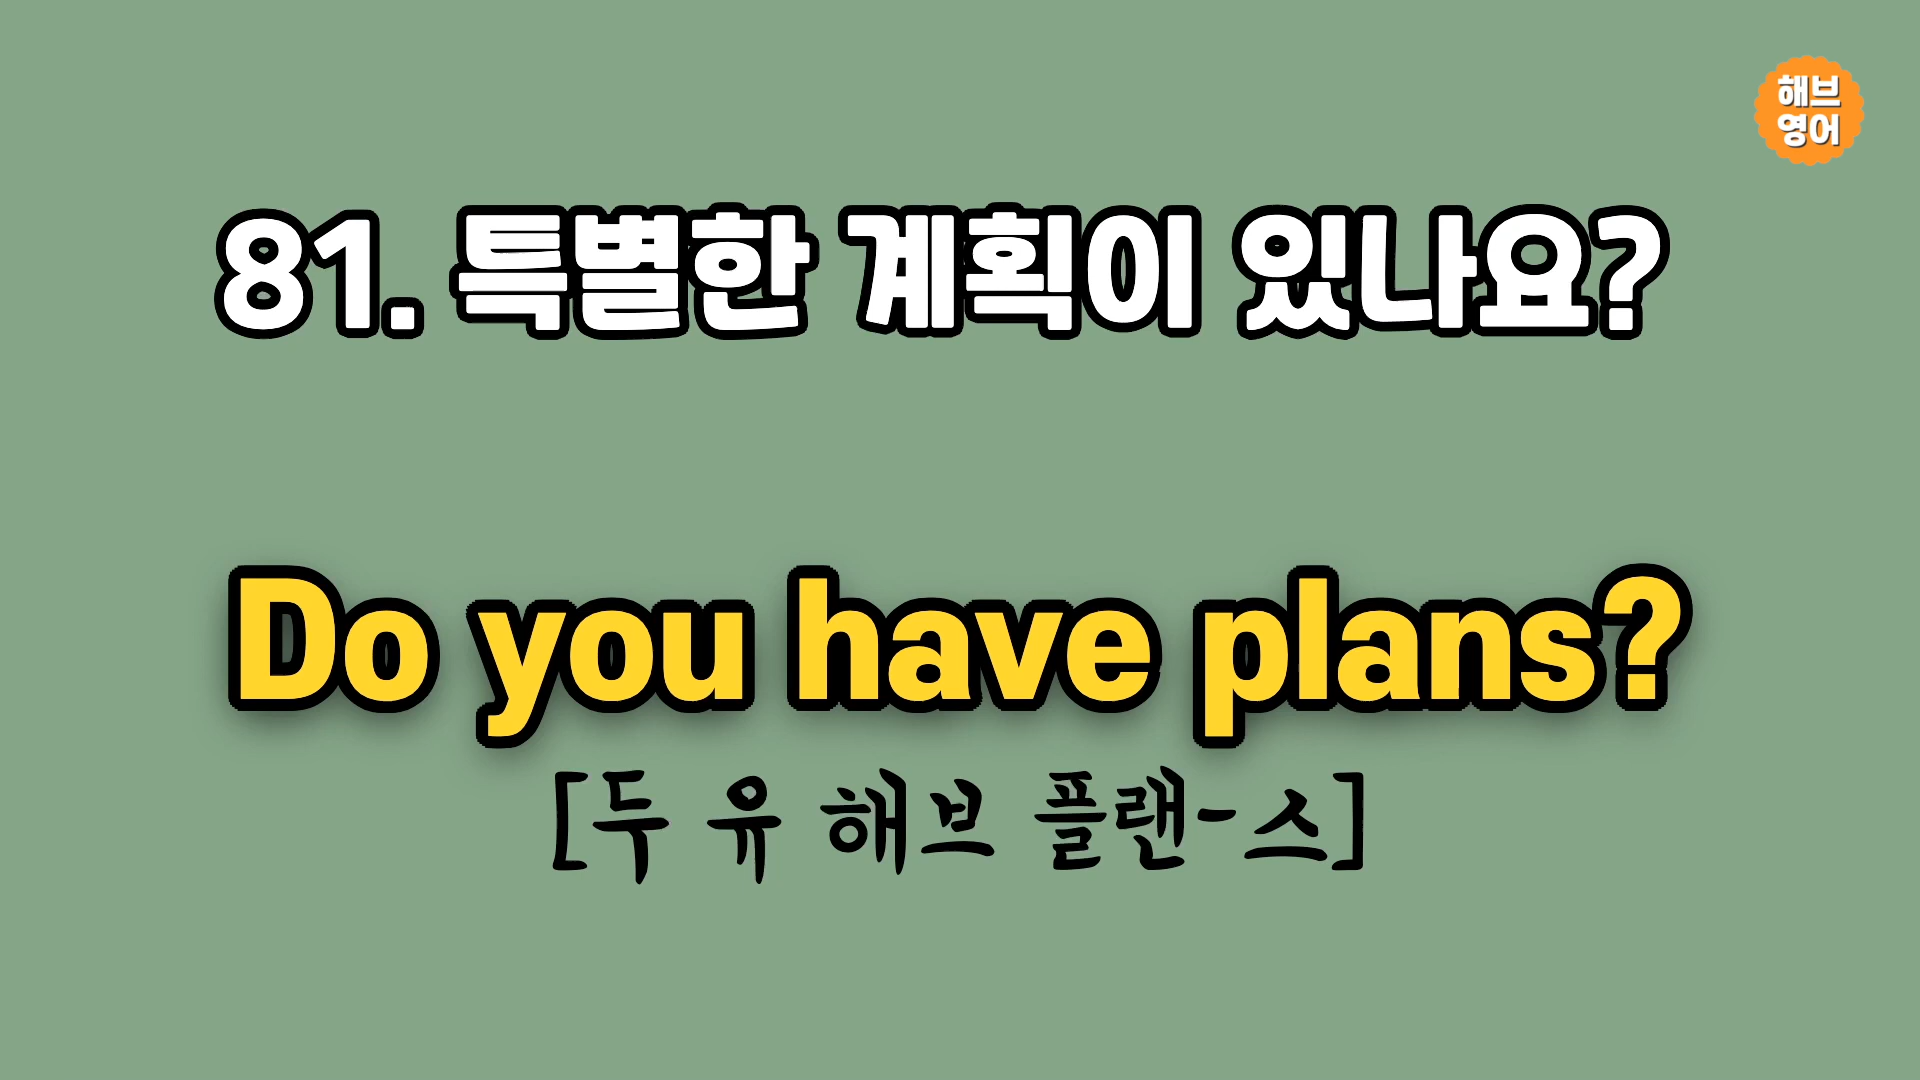 해브
영어
81. 특별한 계획이 있나요?
Do you have plans?
[두 유 해브 플랜-스]